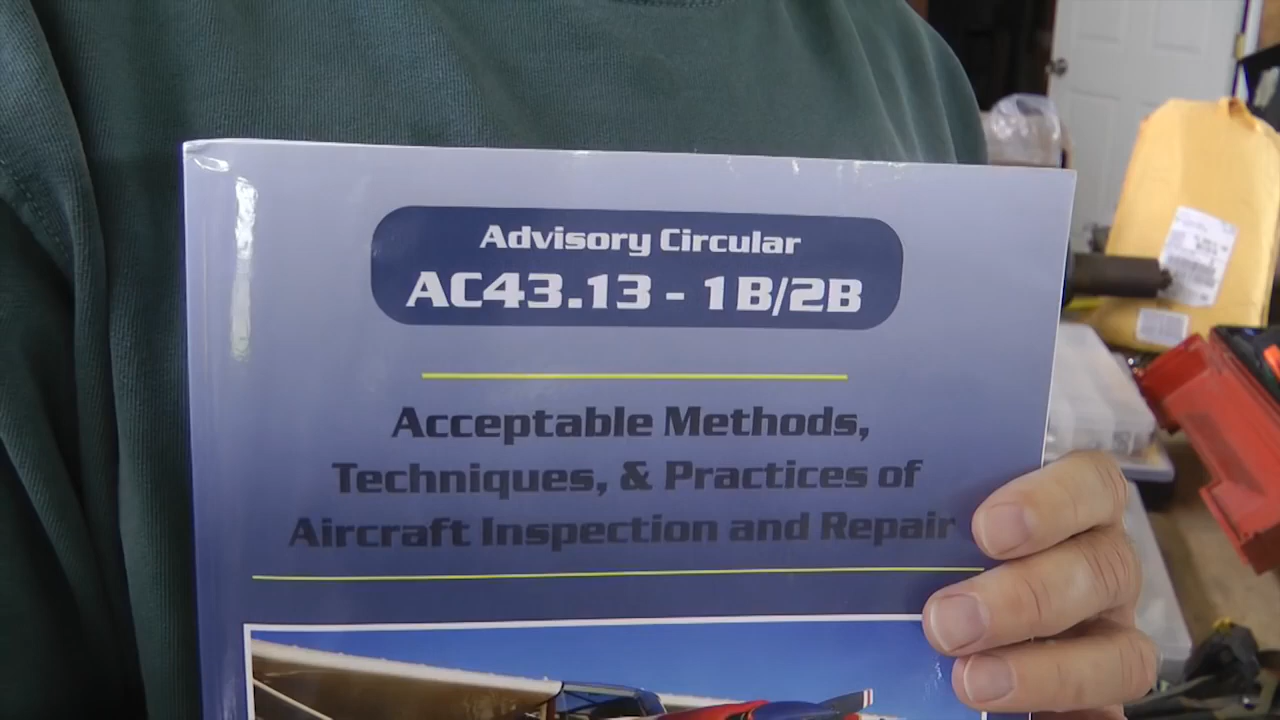 Advisory Circular
AC43.13 - 1B/2B
Acceptable Methods,
Techniques, & Practices of
Aircraft Inspection and Repair